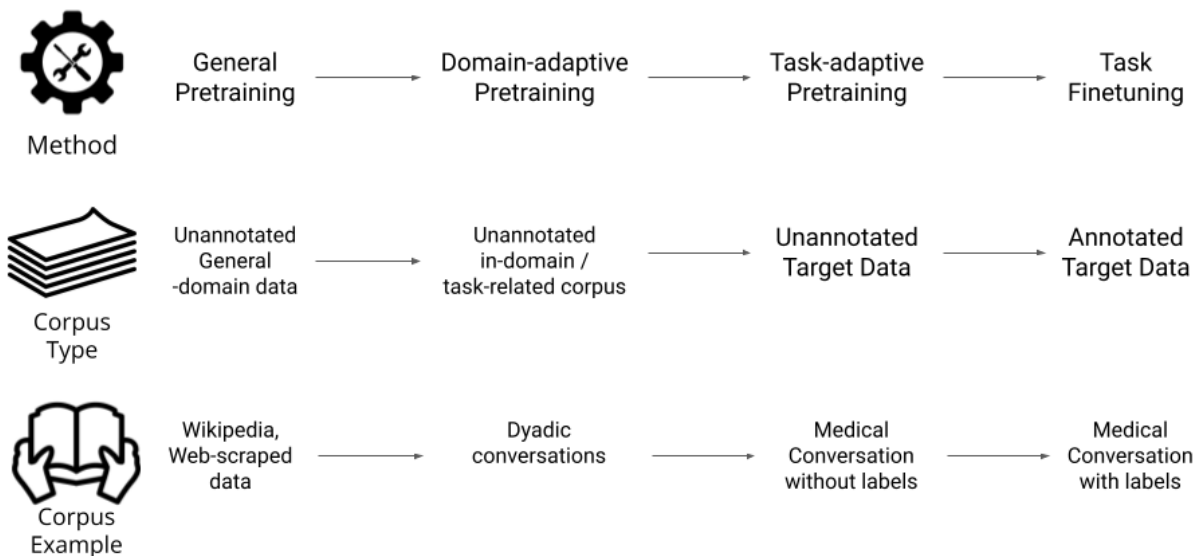 General
Pretraining
Domain-adaptive
Pretraining
Task-adaptive
Pretraining
Task
Finetuning
Method
Unannotated
General
-domain data
Unannotated
in-domain /
task-related corpus
Unannotated
Target Data
Annotated
Target Data
Corpus
Type
Wikipedia,
Web-scraped
data
Dyadic
conversations
Medical
Conversation
without labels
Medical
Conversation
with labels
Corpus
Example